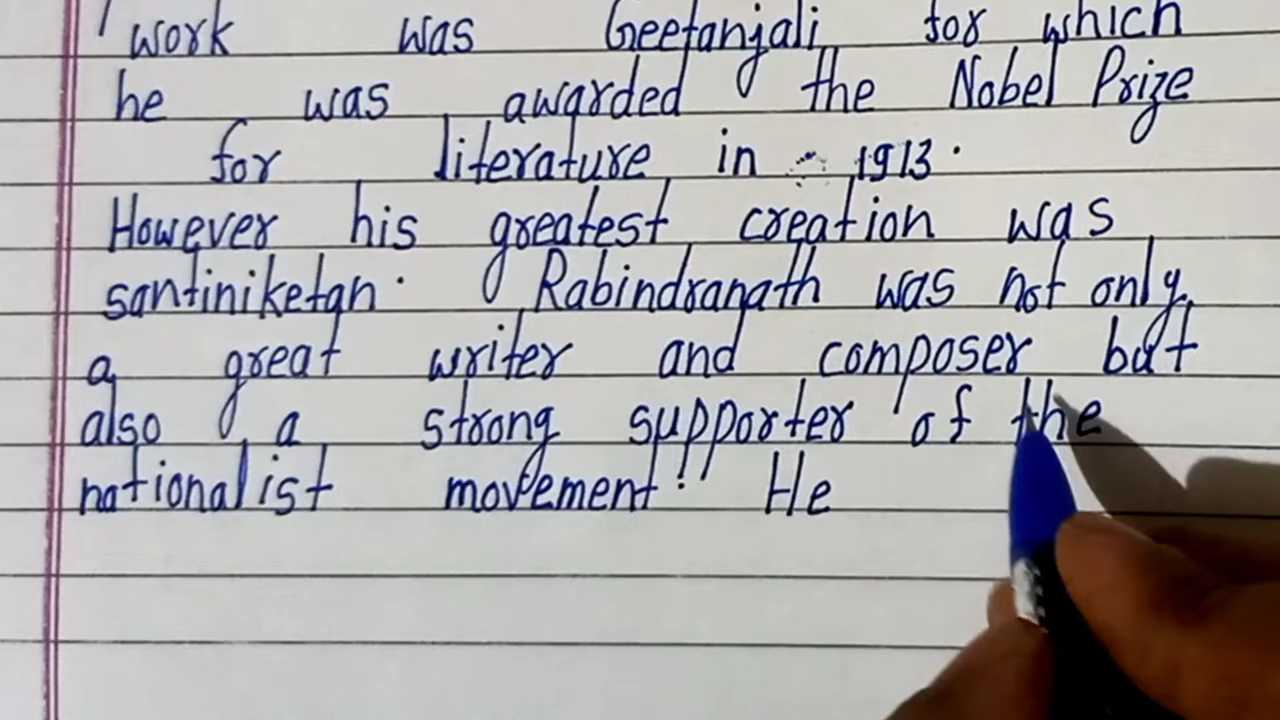 work was Geetanjali for which
he was awarded the Nobel Prize
for literature in 1913.
However his greatest creation was
santiniketan. Rabindranath was not only
a great writer and composer but
also a strong supporter of the
nationalist movement. He